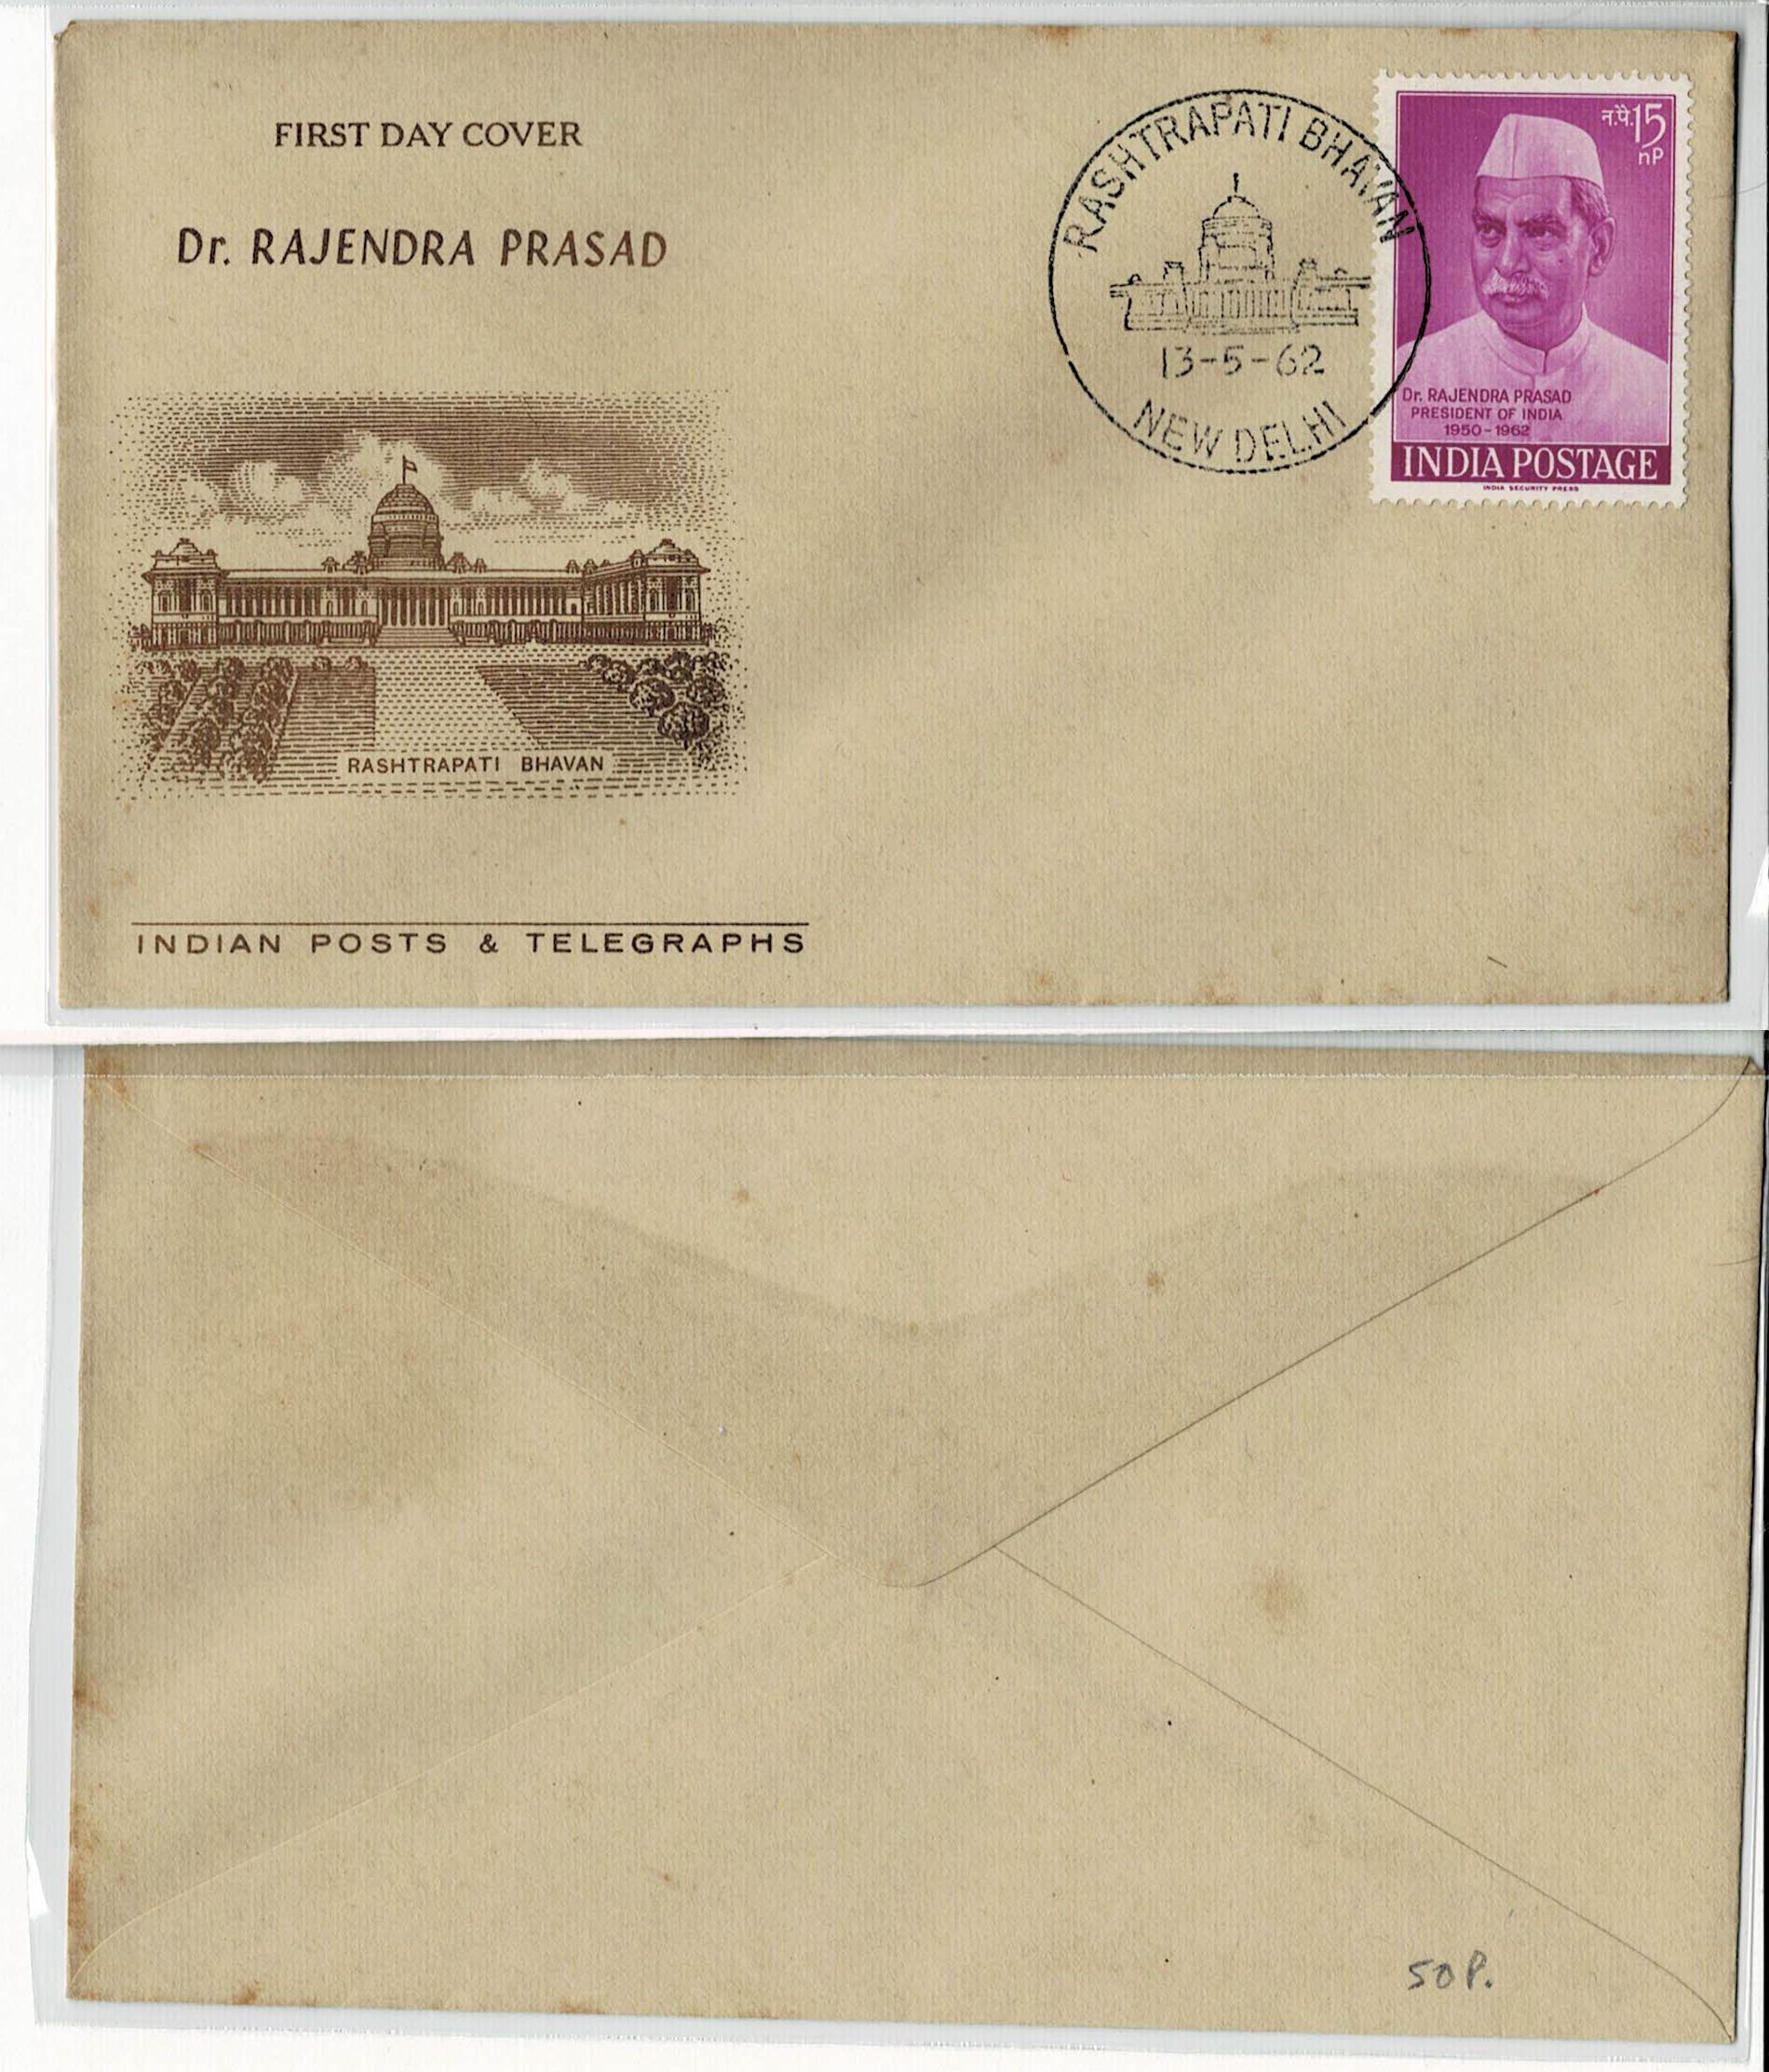 FIRST DAY COVER
Dr. RAJENDRA PRASAD
RASHTRAPATI BHAVAN
INDIAN POSTS & TELEGRAPHS
RASHTRAPATI BHAVAN
13-5-62
NEW DELHI
न.पै.15
nP
Dr. RAJENDRA PRASAD
PRESIDENT OF INDIA
1950-1962
INDIA POSTAGE
INDIA SECURITY PRESS
50P.